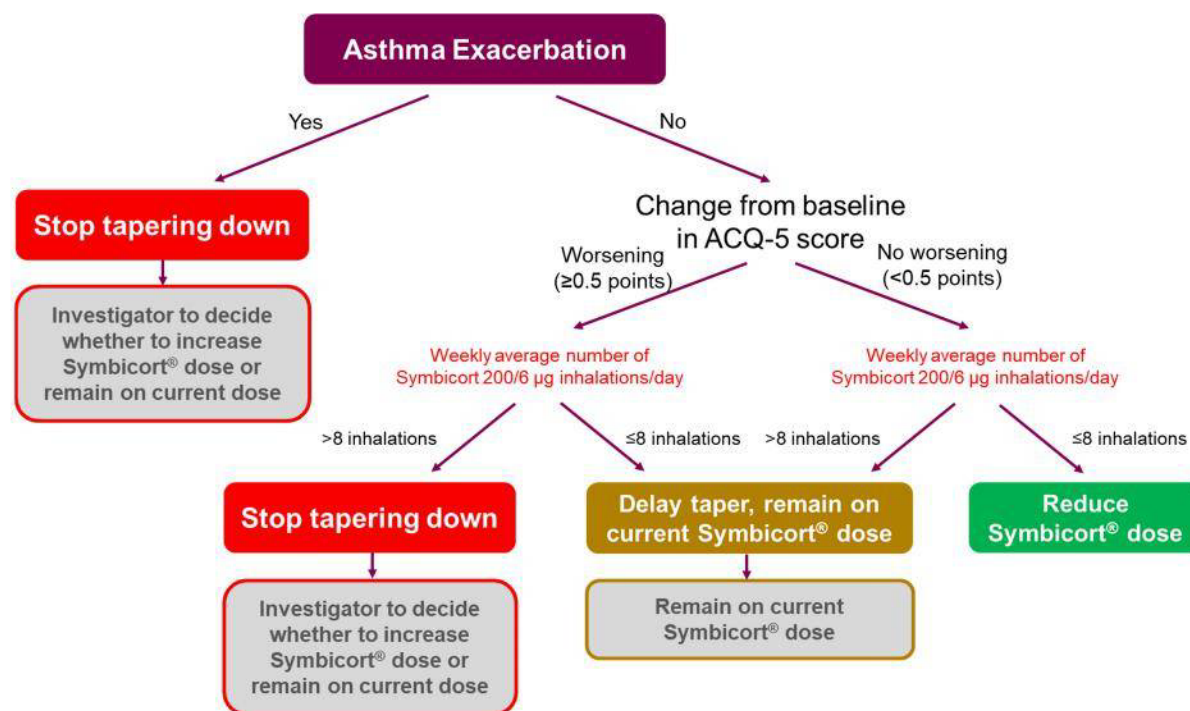 Asthma Exacerbation
Yes
No
Stop tapering down
Investigator to decide
whether to increase
Symbicort® dose or
remain on current dose
Change from baseline
in ACQ-5 score
Worsening
(≥0.5 points)
No worsening
(<0.5 points)
Weekly average number of
Symbicort 200/6 µg inhalations/day
Weekly average number of
Symbicort 200/6 µg inhalations/day
>8 inhalations
≤8 inhalations
>8 inhalations
≤8 inhalations
Stop tapering down
Investigator to decide
whether to increase
Symbicort® dose or
remain on current dose
Delay taper, remain on
current Symbicort® dose
Remain on current
Symbicort® dose
Reduce
Symbicort® dose